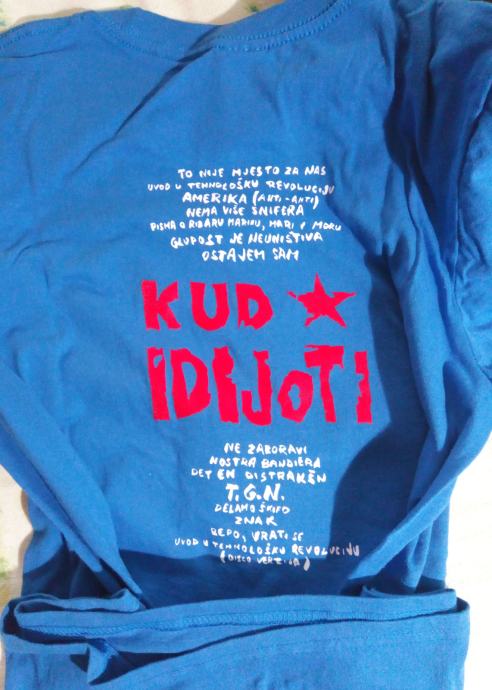 TO NIJE MJESTO ZA NAS
UVOD U TEHNOLOŠKU REVOLUCIJU
AMERIKA (ANTI-ANTI)
NEMA VIŠE ŠNIFERA
PISMA O RIBARU MARINU, MARI I MORU
GLUPOST JE NEUNIŠTIVA
OSTAJEM SAM
KUD ★
IDIJOTI
NE ZABORAVI
NOSTRA BANDIERA
DET EN DISTRAKŠN
T.G.N.
DELAMO ŠKIFO
ZNAK
BEPO, VRATI SE
UVOD U TEHNOLOŠKU REVOLUCIJU
(DISCO VERZIJA)